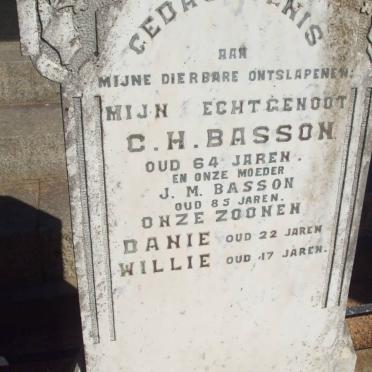 GEDACHTENIS
AAN
MIJNE DIERBARE ONTSLAPENEN:
MIJN ECHTGENOOT
C.H. BASSON
OUD 64 JAREN.
EN ONZE MOEDER
J. M. BASSON
OUD 85 JAREN.
ONZE ZOONEN
DANIE OUD 22 JAREN
WILLIE OUD 17 JAREN.